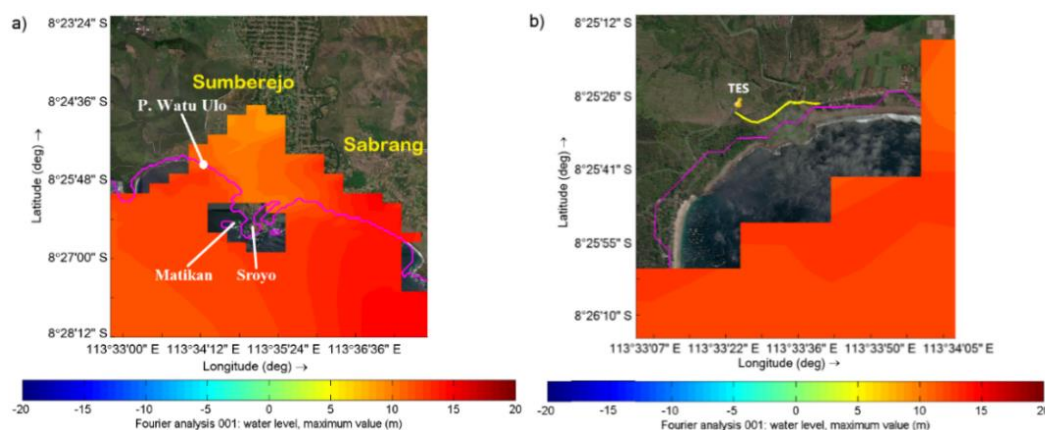 a)
8°23'24" S
8°24'36" S
8°25'48" S
8°27'00" S
8°28'12" S
Latitude (deg) →
Sumberejo
P. Watu Ulo
Sabrang
Matikan
Sroyo
113°33'00" E 113°34'12" E 113°35'24" E 113°36'36" E
Longitude (deg) →
-20 -15 -10 -5 0 5 10 15 20
Fourier analysis 001: water level, maximum value (m)
b)
8°25'12" S
8°25'26" S
8°25'41" S
8°25'55" S
8°26'10" S
Latitude (deg) →
TES
113°33'07" E 113°33'22" E 113°33'36" E 113°33'50" E 113°34'05" E
Longitude (deg) →
-20 -15 -10 -5 0 5 10 15 20
Fourier analysis 001: water level, maximum value (m)